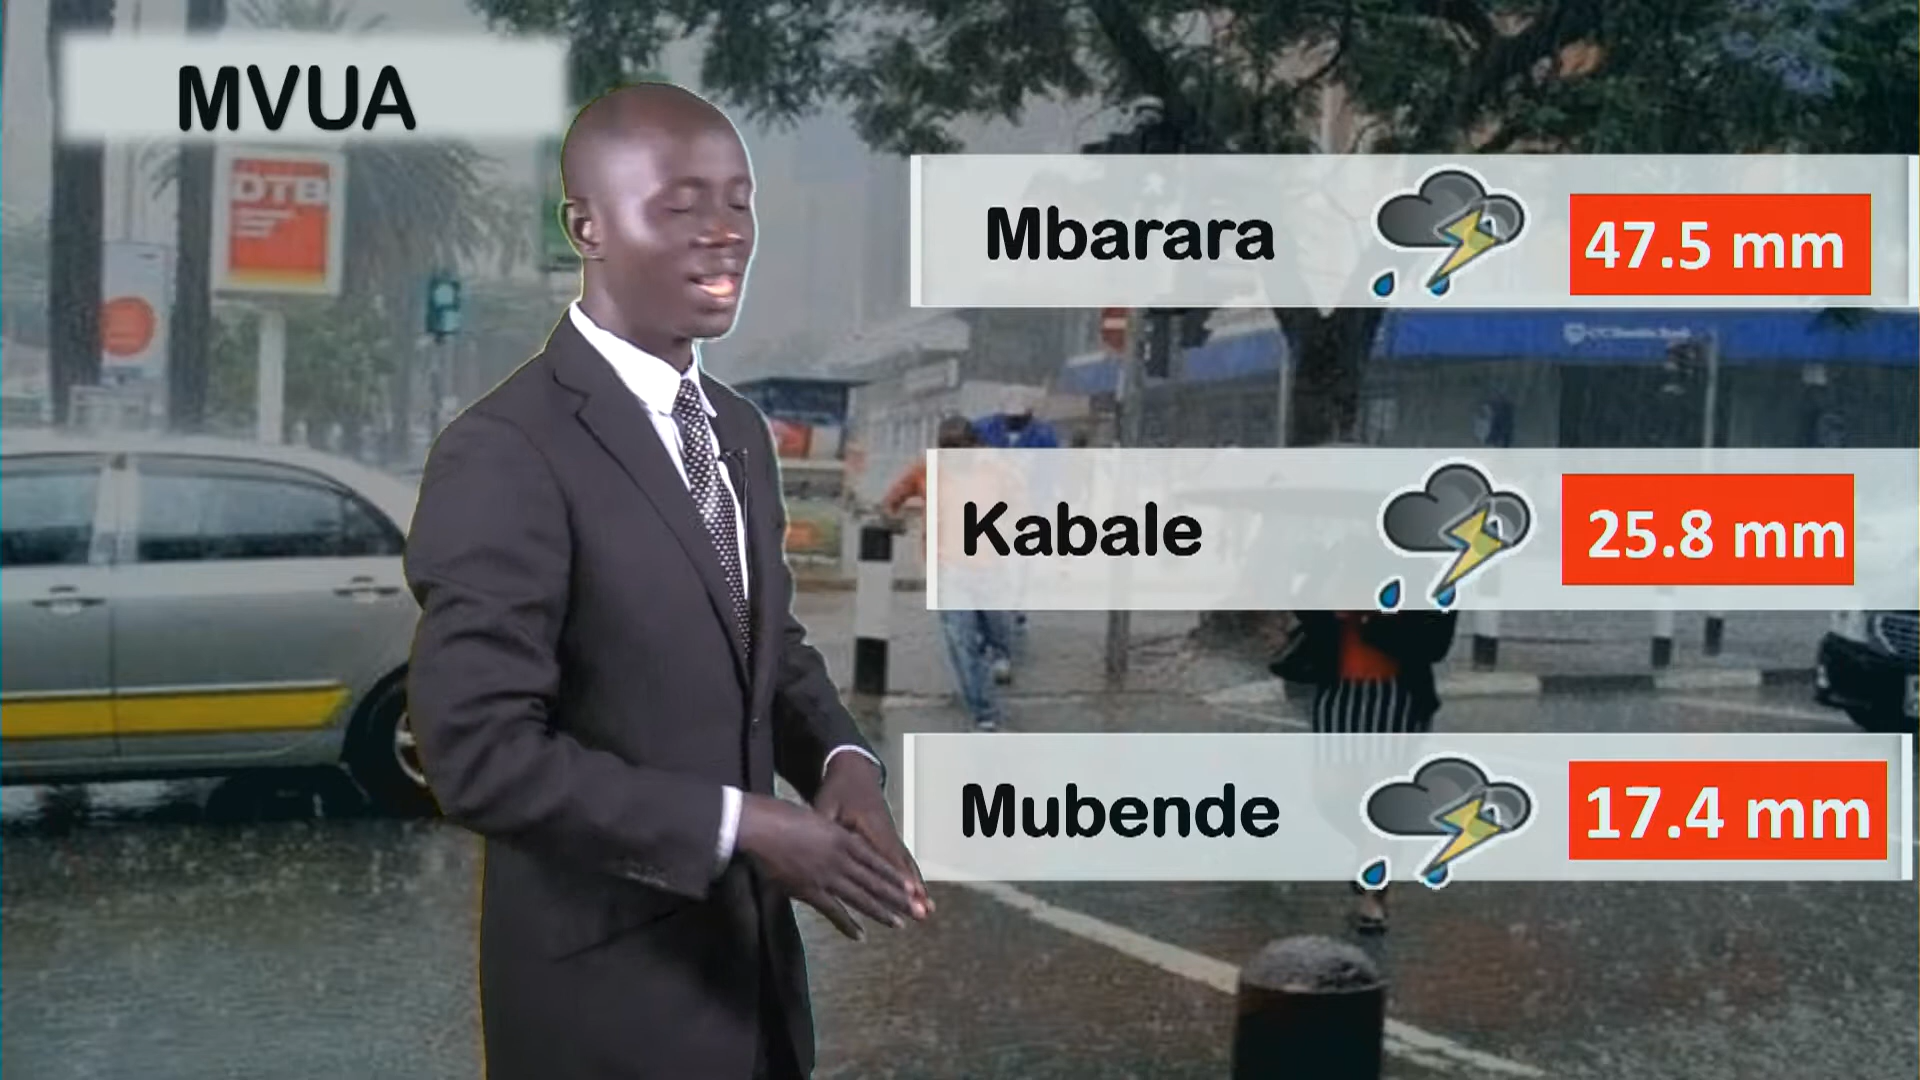 MVUA
DTB
Mbarara
47.5 mm
Kabale
25.8 mm
Mubende
17.4 mm